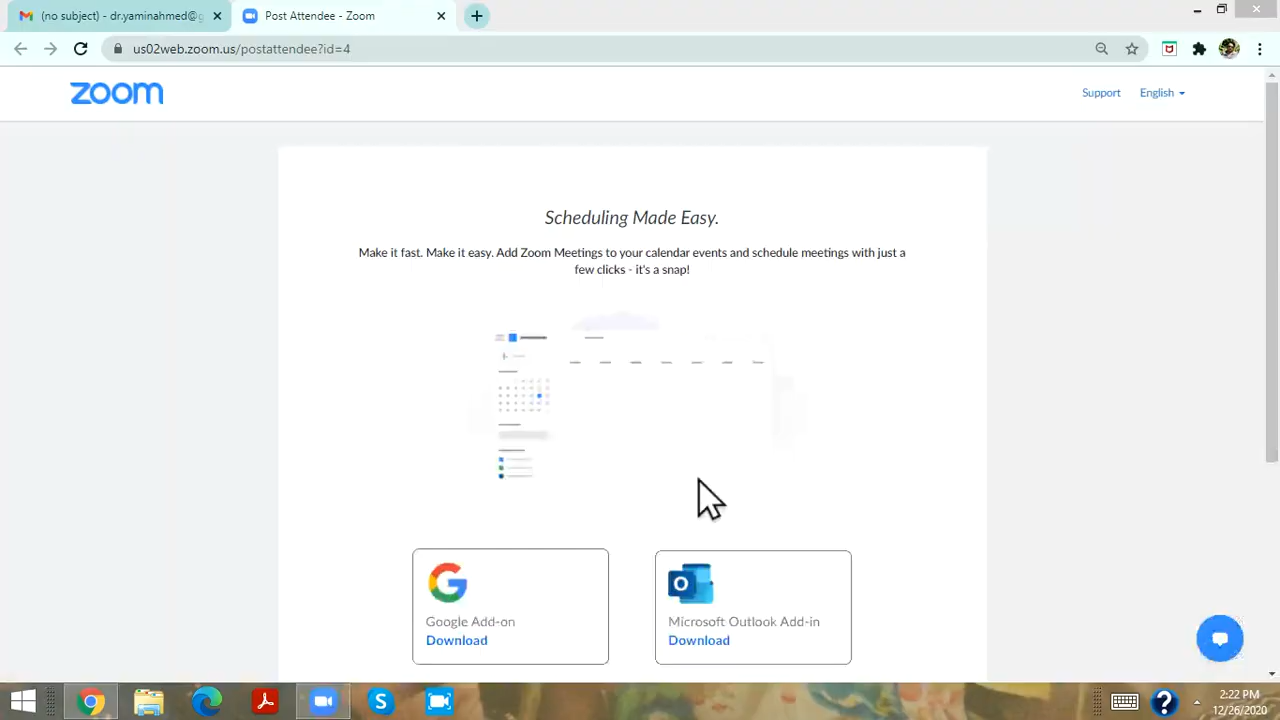 (no subject) - dr.yaminahmed@g
Post Attendee - Zoom
us02web.zoom.us/postattendee?id=4
zoom
Support
English
Scheduling Made Easy.
Make it fast. Make it easy. Add Zoom Meetings to your calendar events and schedule meetings with just a
few clicks - it's a snap!
Google Add-on
Download
Microsoft Outlook Add-in
Download
2:22 PM
12/26/2020